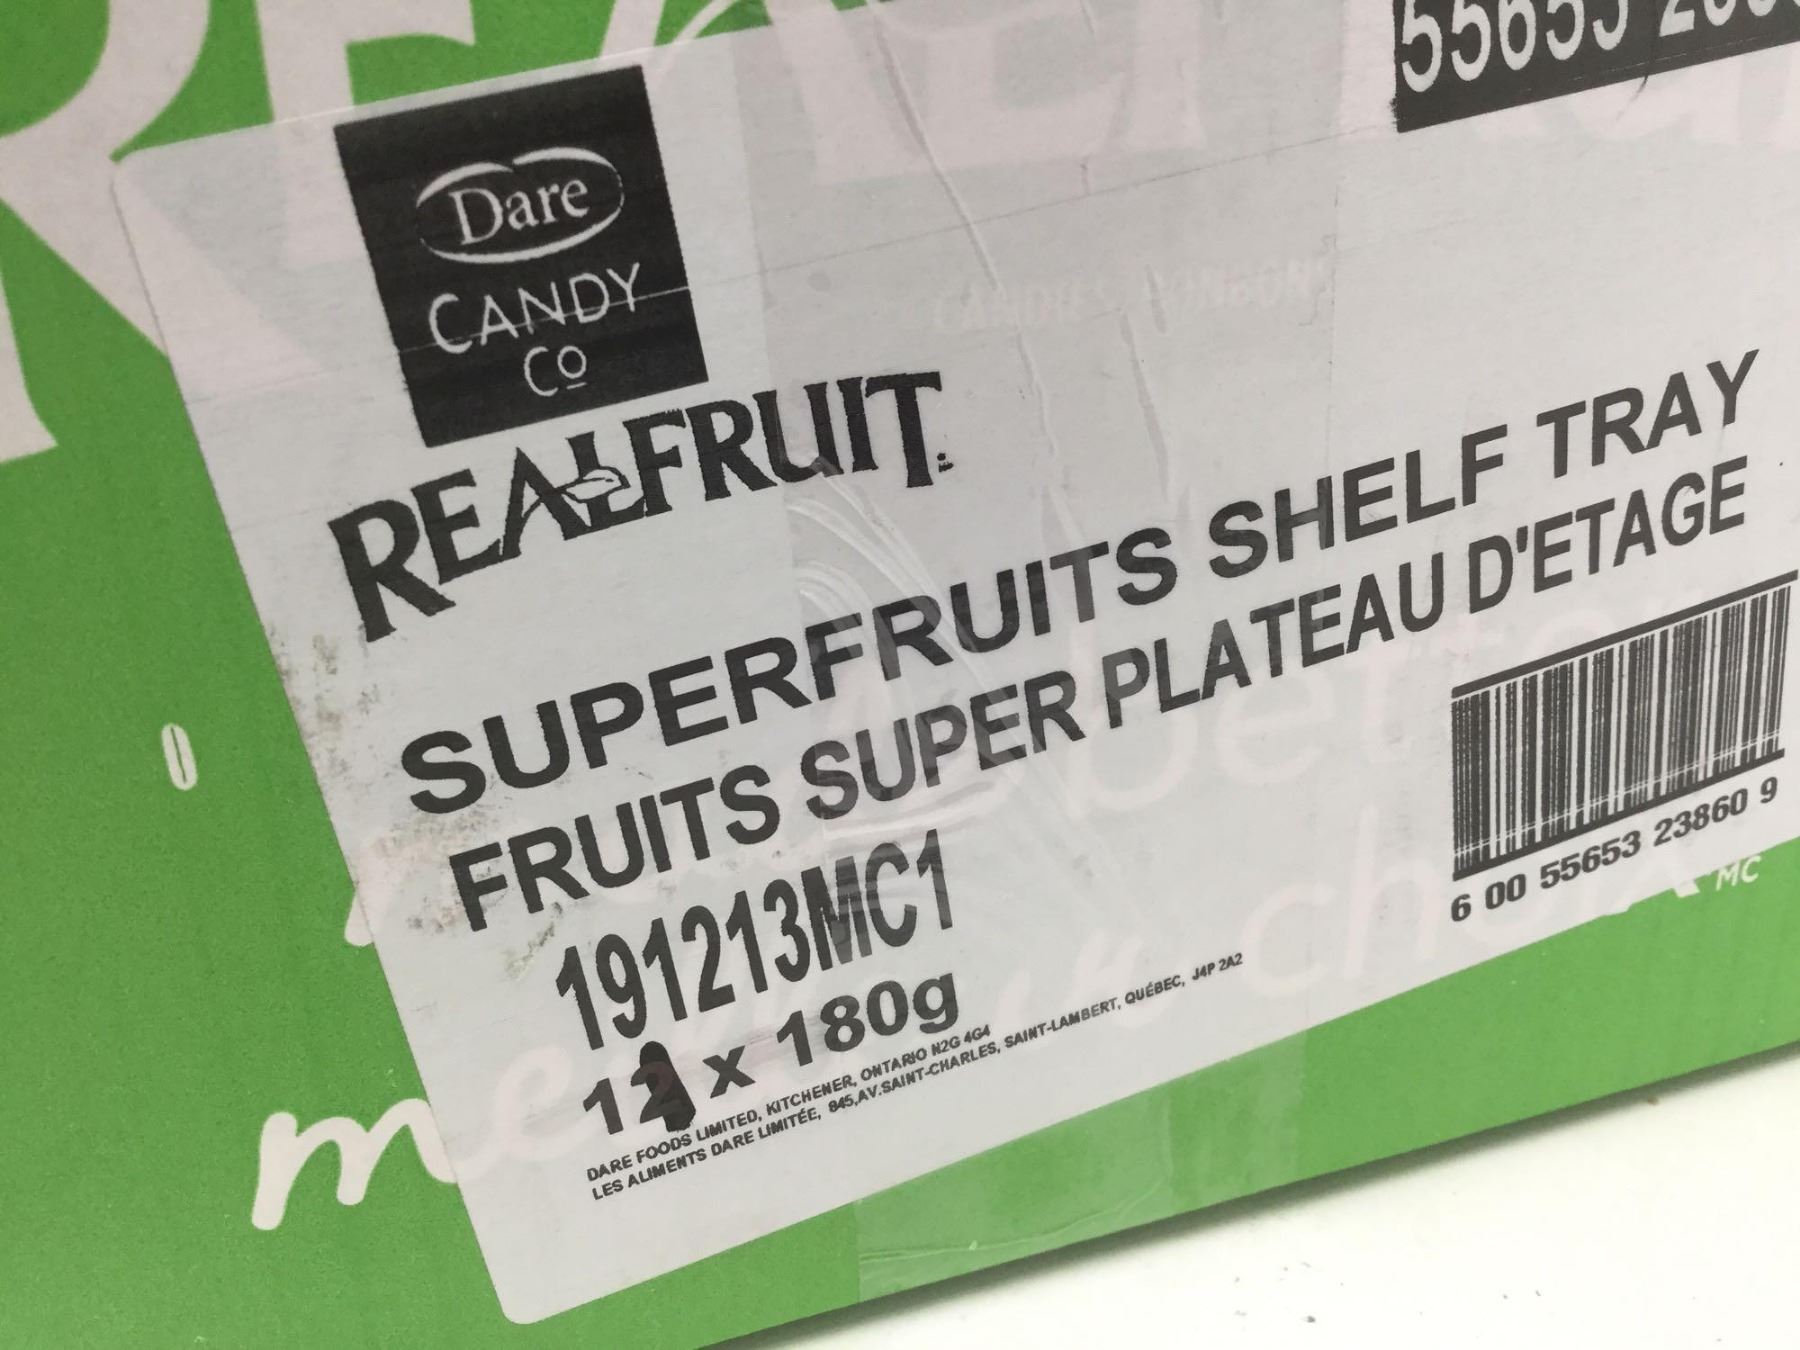 REA
55653
Dare
CANDY
CO
REALFRUIT
SUPERFRUITS SHELF TRAY
FRUITS SUPER PLATEAU D'ETAGE
191213MC1
x 180g
6 00 55653 23860 9
MC
DARE FOODS LIMITED, KITCHENER, ONTARIO N2G 4G4
LES ALIMENTS DARE LIMITÉE, 845,AV.SAINT-CHARLES, SAINT-LAMBERT, QUÉBEC, J4P 2A2